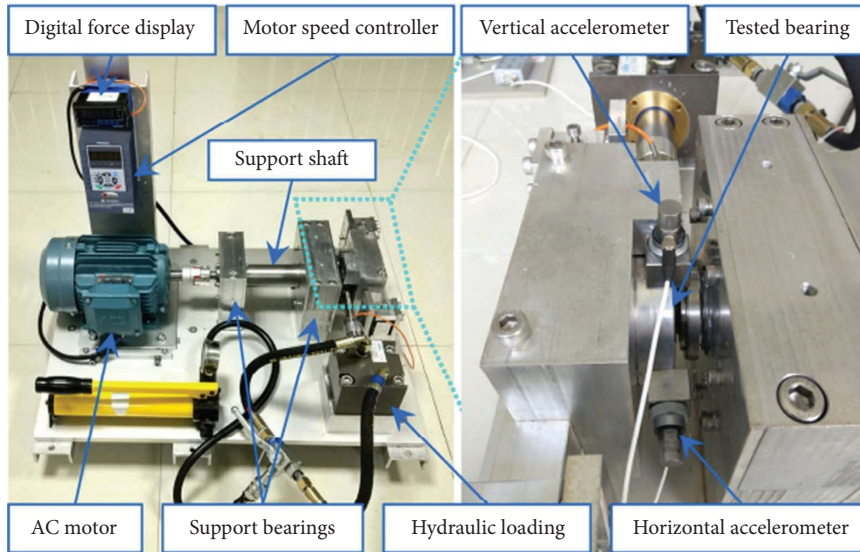 Digital force display
Motor speed controller
Vertical accelerometer
Tested bearing
Support shaft
AC motor
Support bearings
Hydraulic loading
Horizontal accelerometer